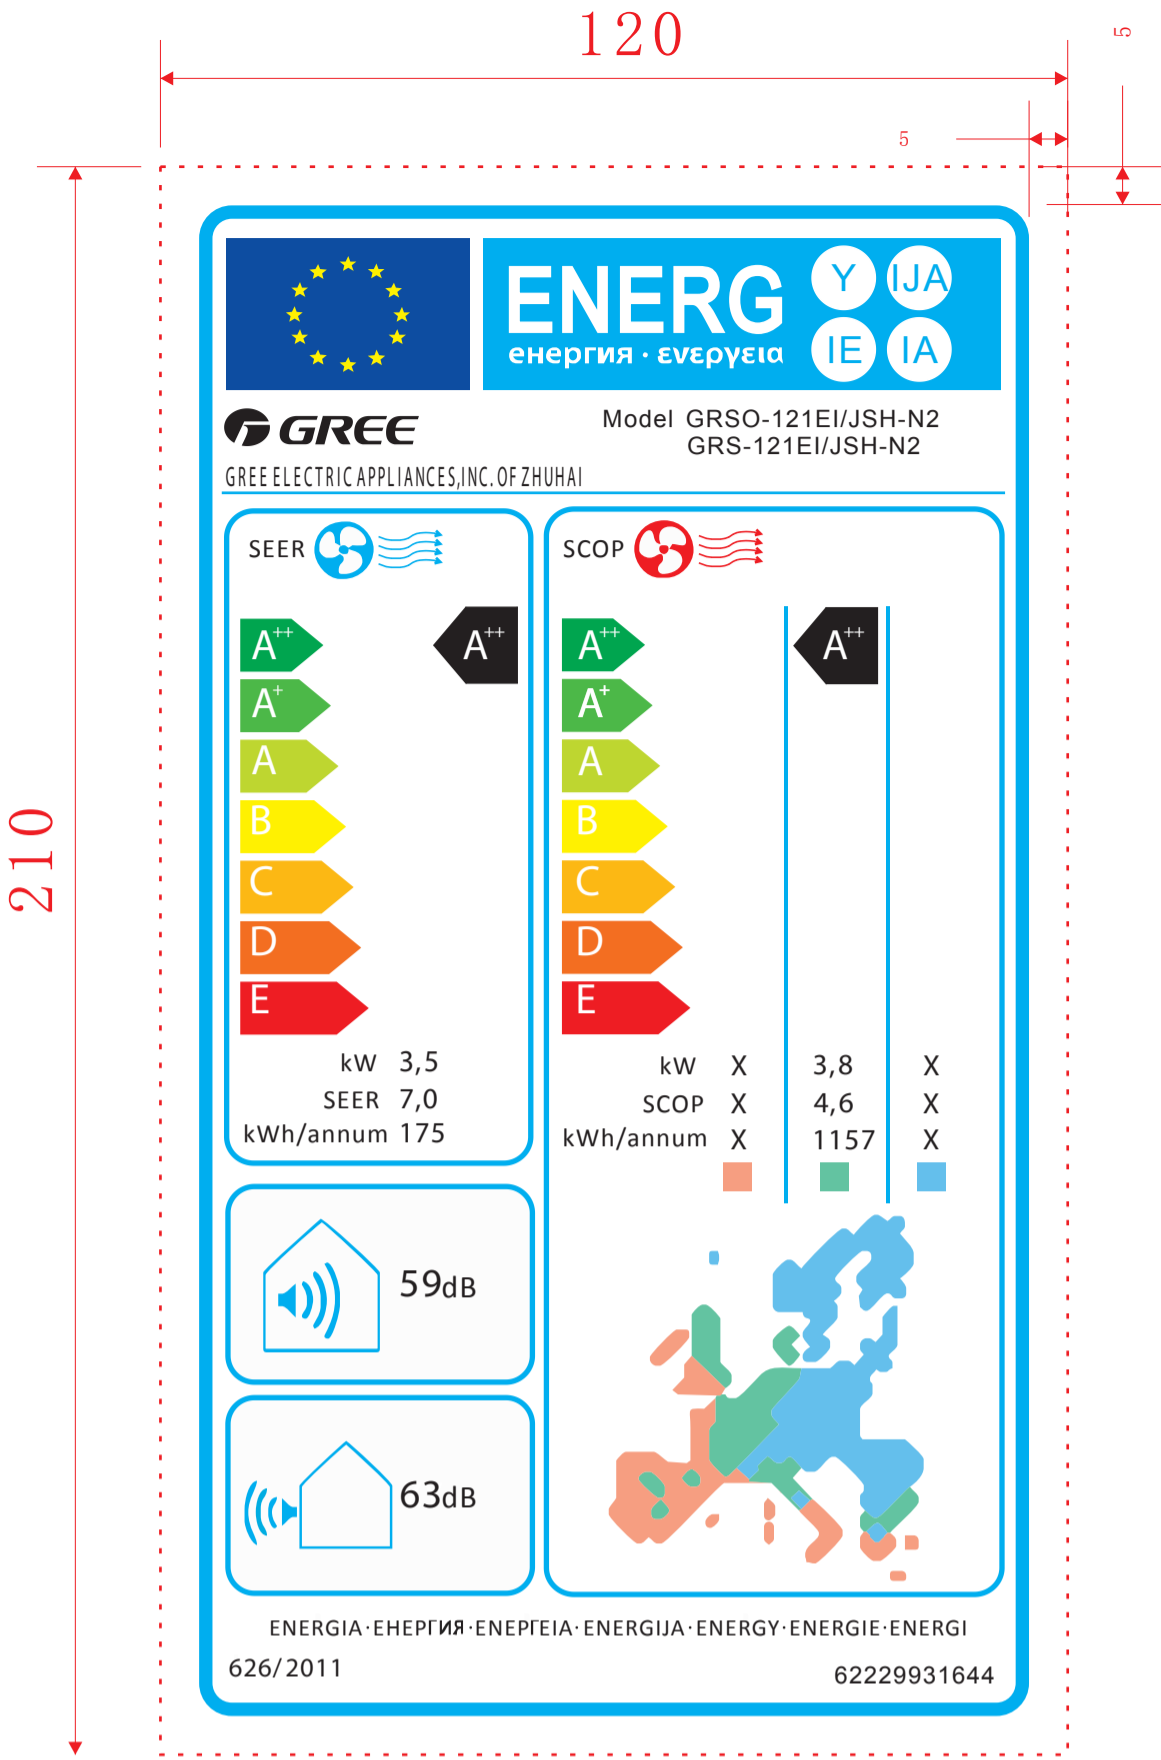 120
5
5
210
ENERG
енергия · ενεργεια
Y
IJA
IE
IA
GREE
Model GRSO-121EI/JSH-N2
GRS-121EI/JSH-N2
GREE ELECTRIC APPLIANCES,INC. OF ZHUHAI
SEER
A++
A++
A+
A
B
C
D
E
kW 3,5
SEER 7,0
kWh/annum 175
SCOP
A++
A++
A+
A
B
C
D
E
kW X 3,8 X
SCOP X 4,6 X
kWh/annum X 1157 X
59dB
63dB
ENERGIA·ЕНЕРГИЯ·ΕΝΕΡΓΕΙΑ·ENERGIJA·ENERGY·ENERGIE·ENERGI
626/2011
62229931644